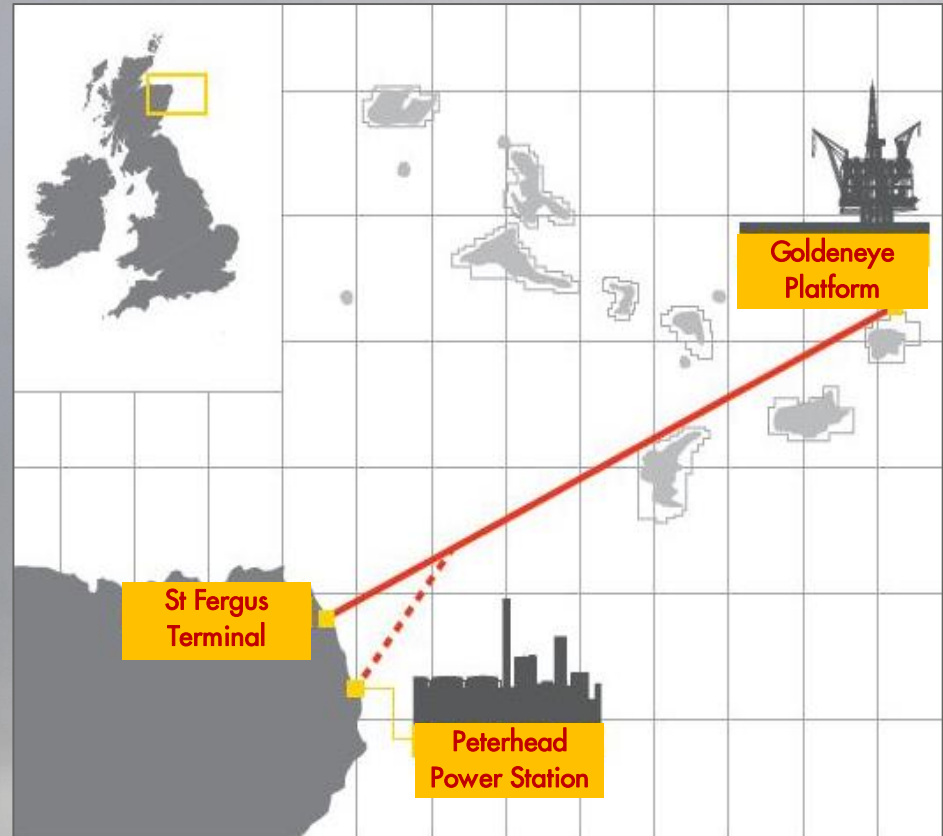 Goldeneye
Platform
St Fergus
Terminal
Peterhead
Power Station